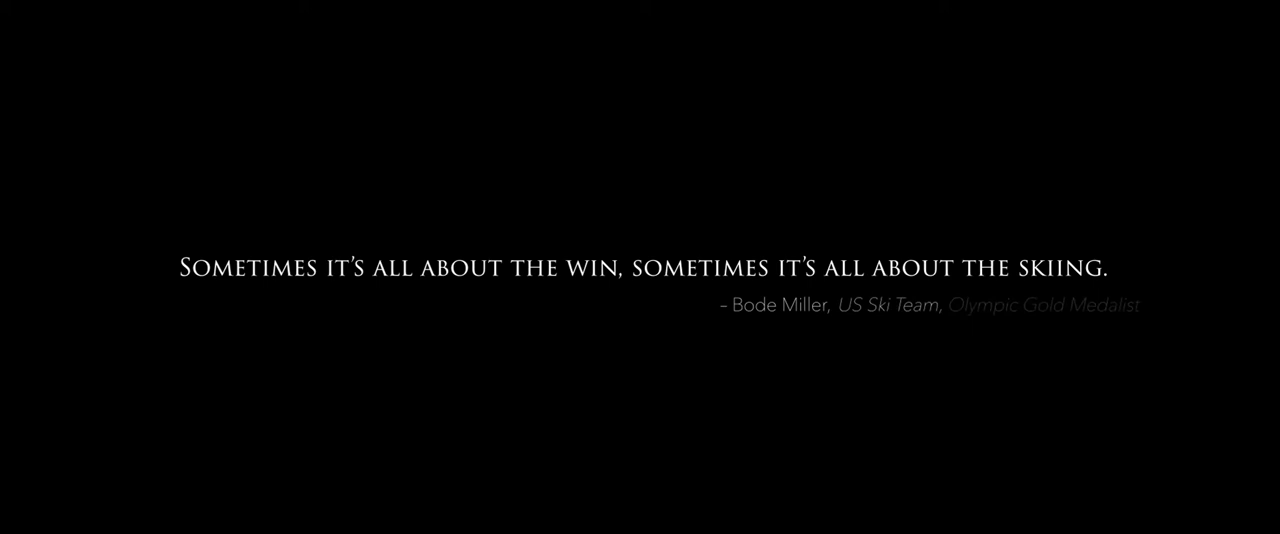 Sometimes it’s all about the win, sometimes it’s all about the skiing.
– Bode Miller, US Ski Team, Olympic Gold Medalist